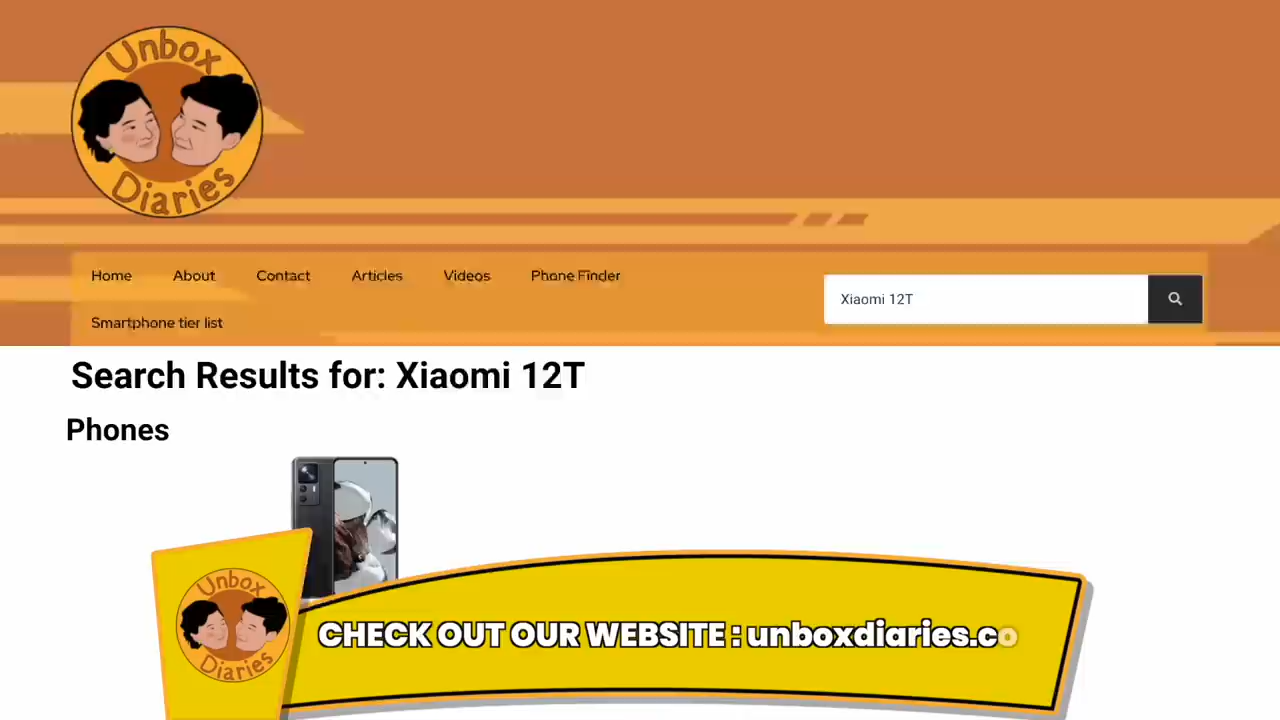 Unbox
Diaries
Home About Contact Articles Videos Phone Finder
Smartphone tier list
Xiaomi 12T
Search Results for: Xiaomi 12T
Phones
Unbox
Diaries
CHECK OUT OUR WEBSITE : unboxdiaries.co